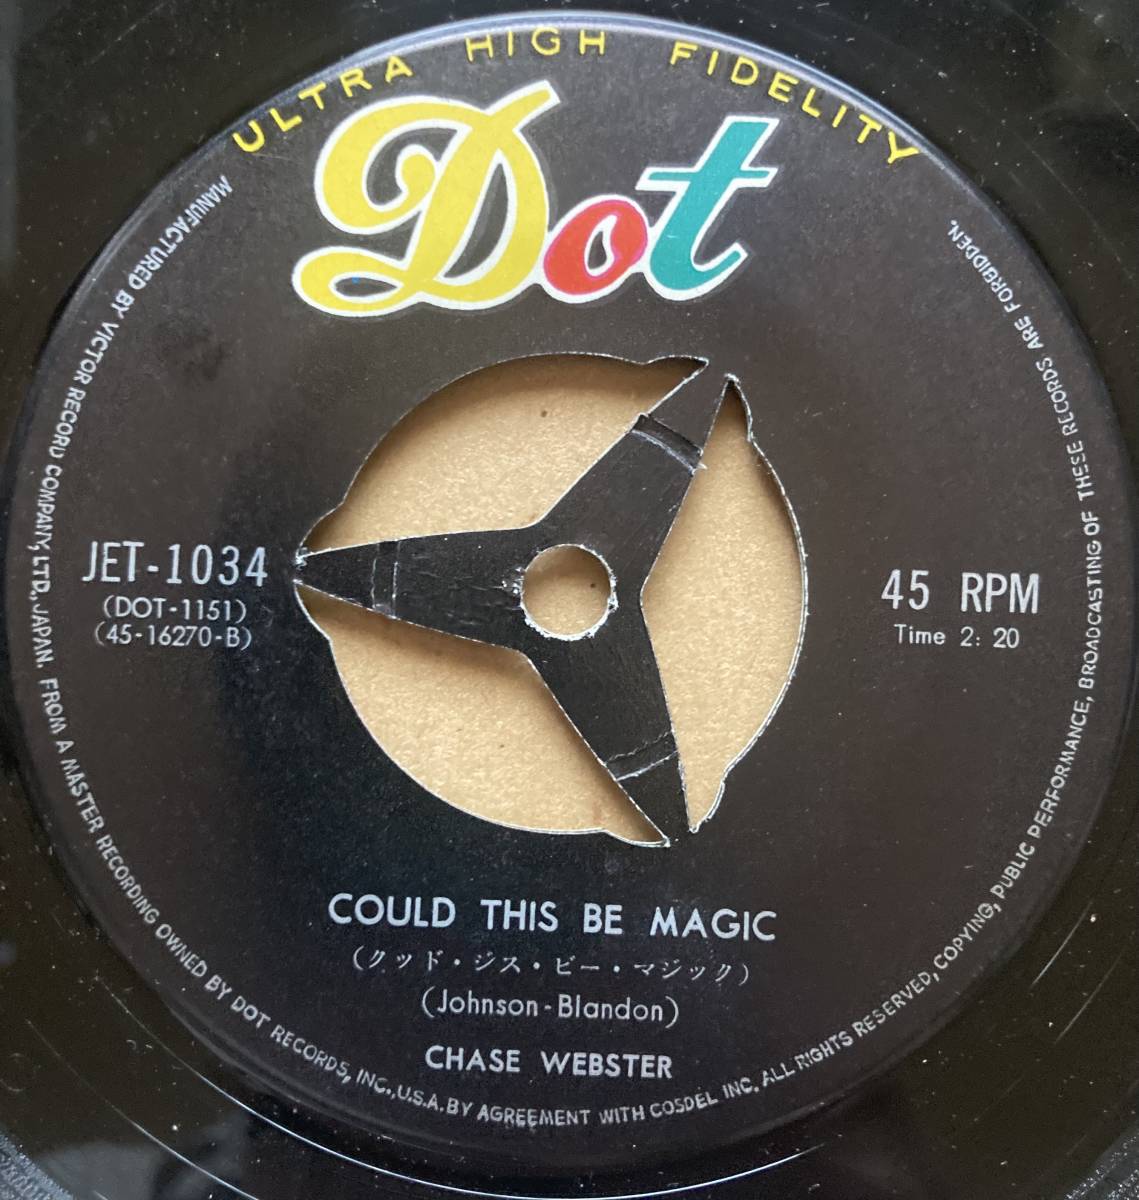 ULTRA HIGH FIDELITY
Dot
JET-1034
(DOT-1151)
(45-16270-B)
45 RPM
Time 2: 20
COULD THIS BE MAGIC
(クッド・ジス・ビー・マジック)
(Johnson-Blandon)
CHASE WEBSTER
MANUFACTURED BY VICTOR RECORD COMPANY, LTD., JAPAN. FROM A MASTER RECORDING OWNED BY DOT RECORDS, INC., U.S.A. BY AGREEMENT WITH COSDEL INC. ALL RIGHTS RESERVED, COPYING, PUBLIC PERFORMANCE, BROADCASTING OF THESE RECORDS ARE FORBIDDEN.